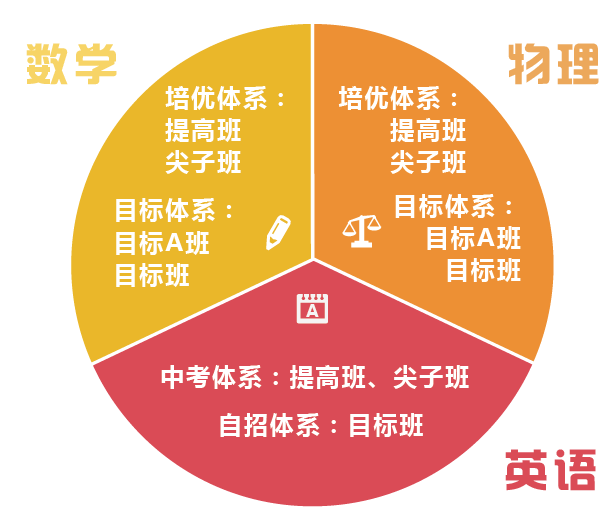 数学
培优体系：
提高班
尖子班
目标体系：
目标A班
目标班
物理
培优体系：
提高班
尖子班
目标体系：
目标A班
目标班
A
中考体系：提高班、尖子班
自招体系：目标班
英语